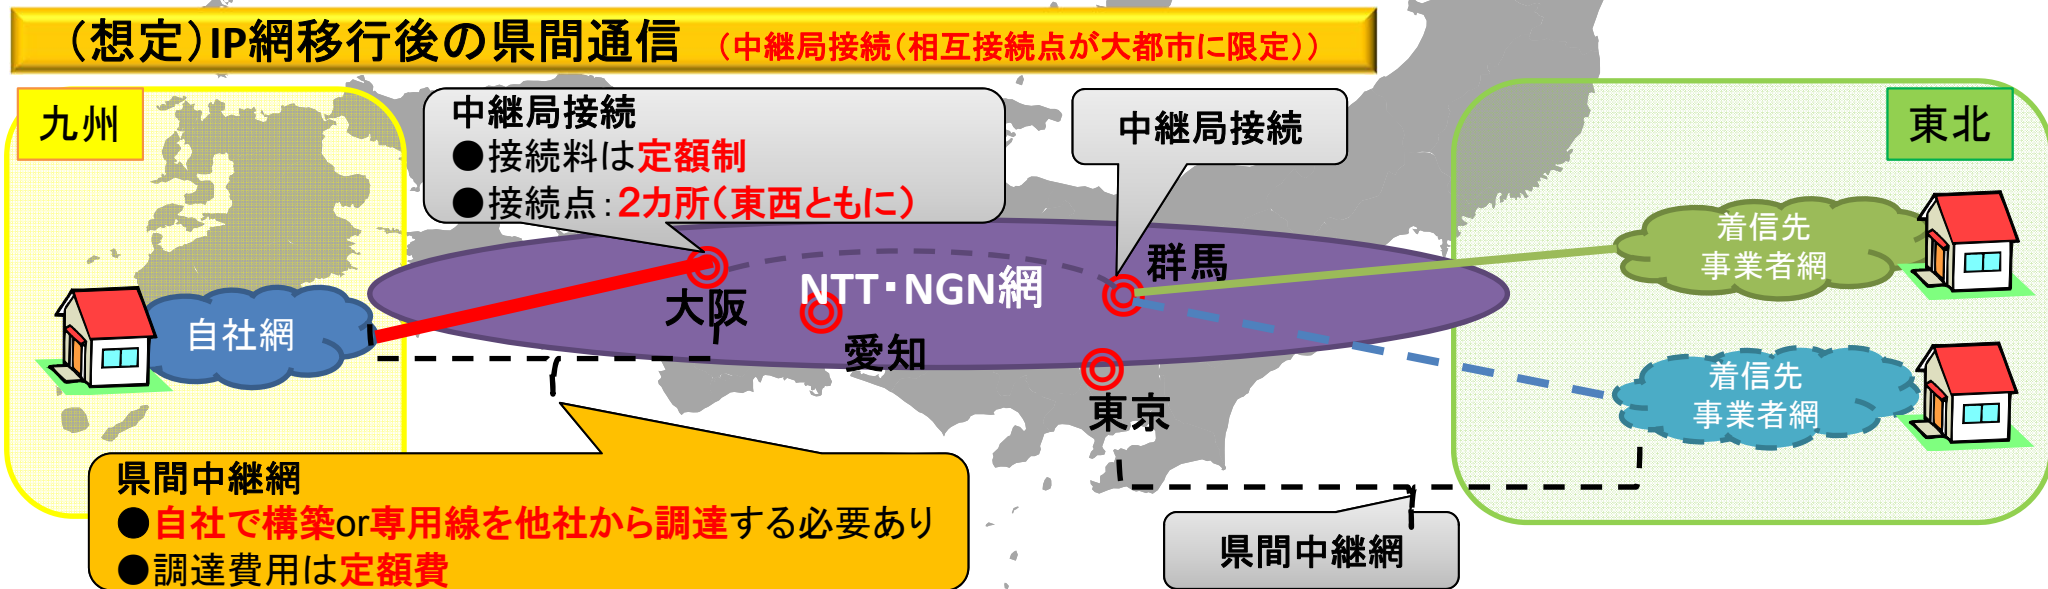 （想定）IP網移行後の県間通信 （中継局接続（相互接続点が大都市に限定））
九州
中継局接続
●接続料は定額制
●接続点：２カ所（東西ともに）
中継局接続
東北
着信先
事業者網
群馬
NTT・NGN網
大阪
愛知
自社網
東京
着信先
事業者網
県間中継網
●自社で構築or専用線を他社から調達する必要あり
●調達費用は定額費
県間中継網